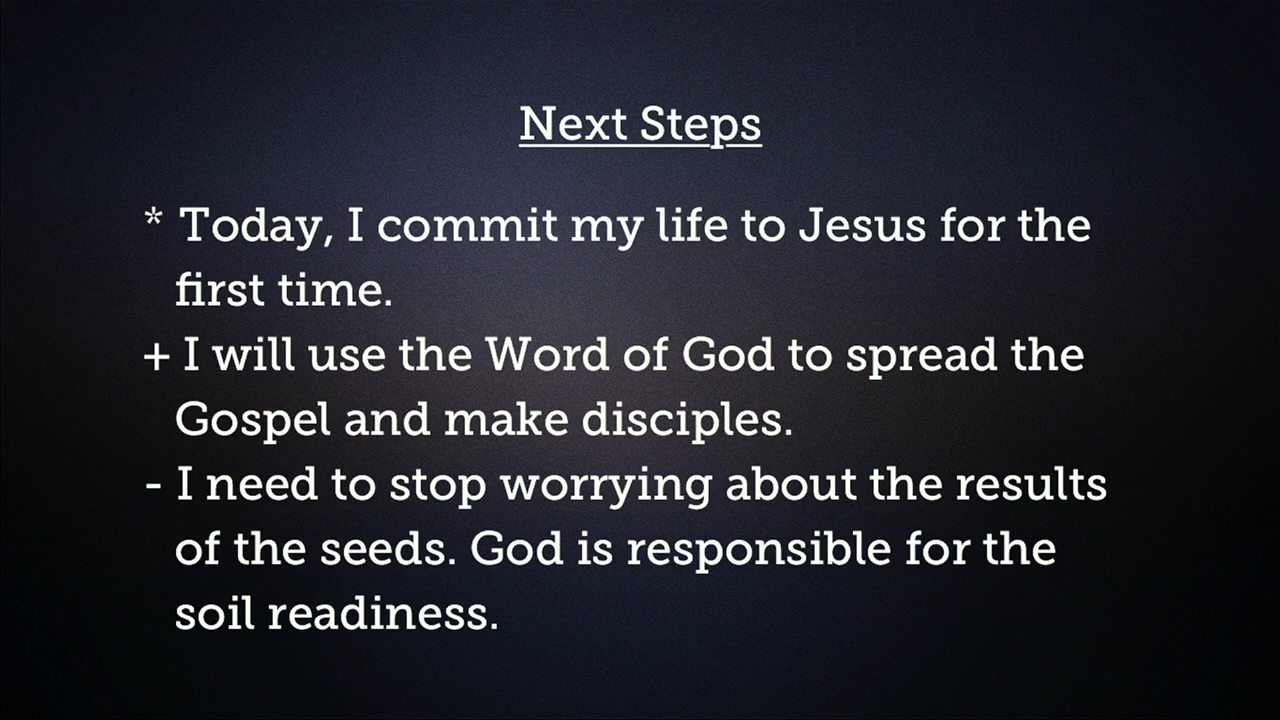 Next Steps
* Today, I commit my life to Jesus for the
first time.
+ I will use the Word of God to spread the
Gospel and make disciples.
- I need to stop worrying about the results
of the seeds. God is responsible for the
soil readiness.